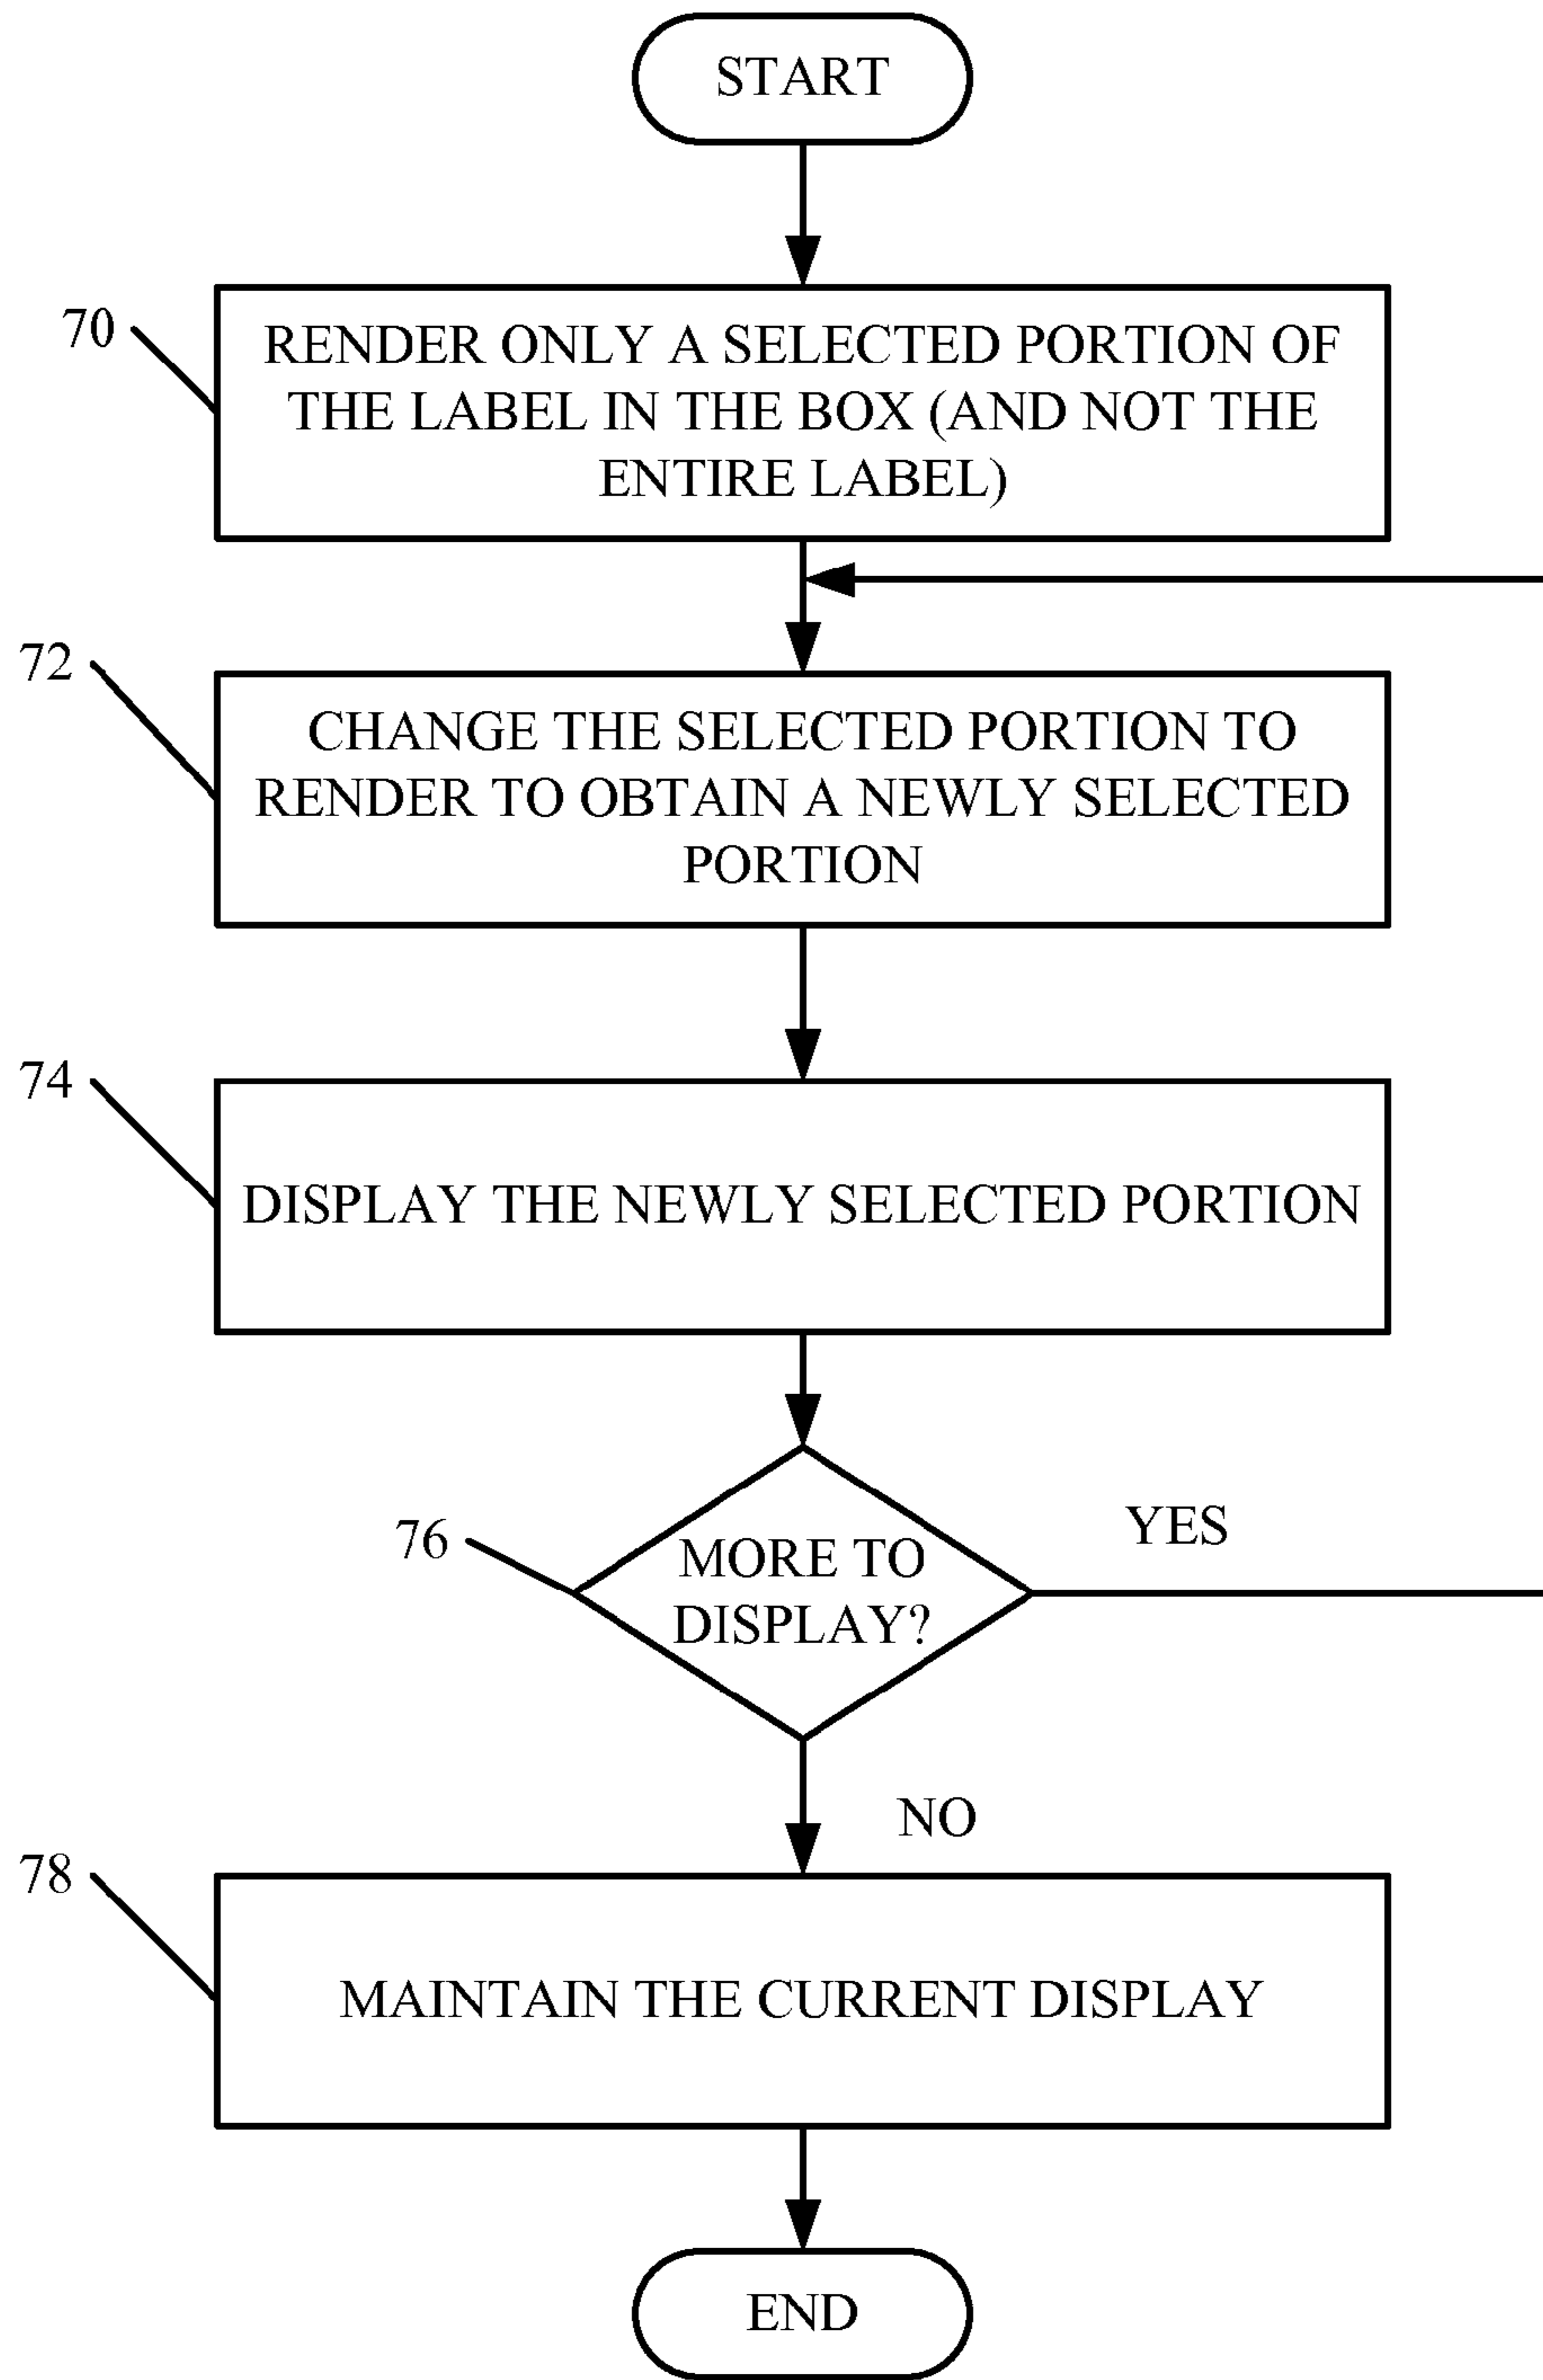 START
70
RENDER ONLY A SELECTED PORTION OF
THE LABEL IN THE BOX (AND NOT THE
ENTIRE LABEL)
72
CHANGE THE SELECTED PORTION TO
RENDER TO OBTAIN A NEWLY SELECTED
PORTION
74
DISPLAY THE NEWLY SELECTED PORTION
76
MORE TO
DISPLAY?
YES
NO
78
MAINTAIN THE CURRENT DISPLAY
END